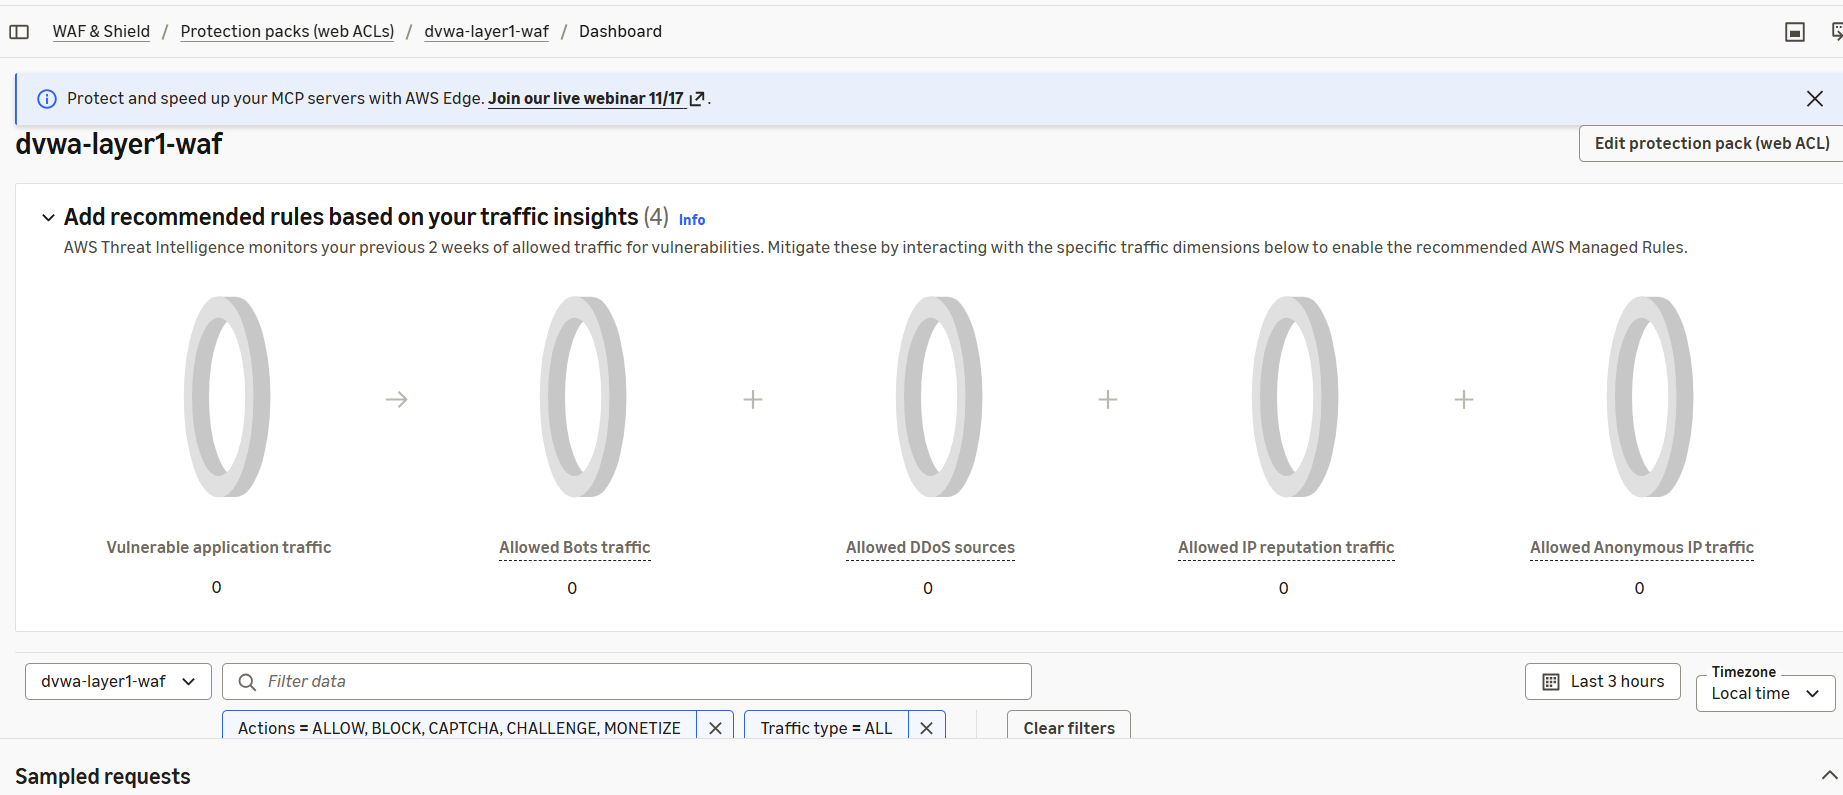 WAF & Shield / Protection packs (web ACLs) / dvwa-layer1-waf / Dashboard
Protect and speed up your MCP servers with AWS Edge. Join our live webinar 11/17 .
dvwa-layer1-waf
Edit protection pack (web ACL)
Add recommended rules based on your traffic insights (4) Info
AWS Threat Intelligence monitors your previous 2 weeks of allowed traffic for vulnerabilities. Mitigate these by interacting with the specific traffic dimensions below to enable the recommended AWS Managed Rules.
Vulnerable application traffic
0
Allowed Bots traffic
0
Allowed DDoS sources
0
Allowed IP reputation traffic
0
Allowed Anonymous IP traffic
0
dvwa-layer1-waf
Filter data
Last 3 hours
Timezone
Local time
Actions = ALLOW, BLOCK, CAPTCHA, CHALLENGE, MONETIZE
Traffic type = ALL
Clear filters
Sampled requests